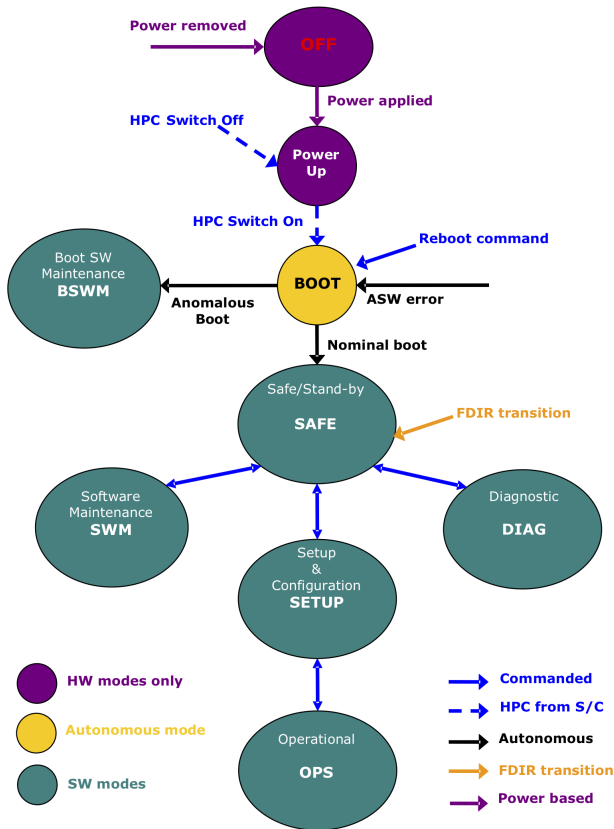 Power removed
OFF
Power applied
HPC Switch Off
Power
Up
HPC Switch On
Reboot command
Boot SW
Maintenance
BSWM
BOOT
Anomalous
Boot
ASW error
Nominal boot
Safe/Stand-by
SAFE
FDIR transition
Software
Maintenance
SWM
Diagnostic
DIAG
Setup
&
Configuration
SETUP
HW modes only
Autonomous mode
SW modes
Operational
OPS
Commanded
HPC from S/C
Autonomous
FDIR transition
Power based